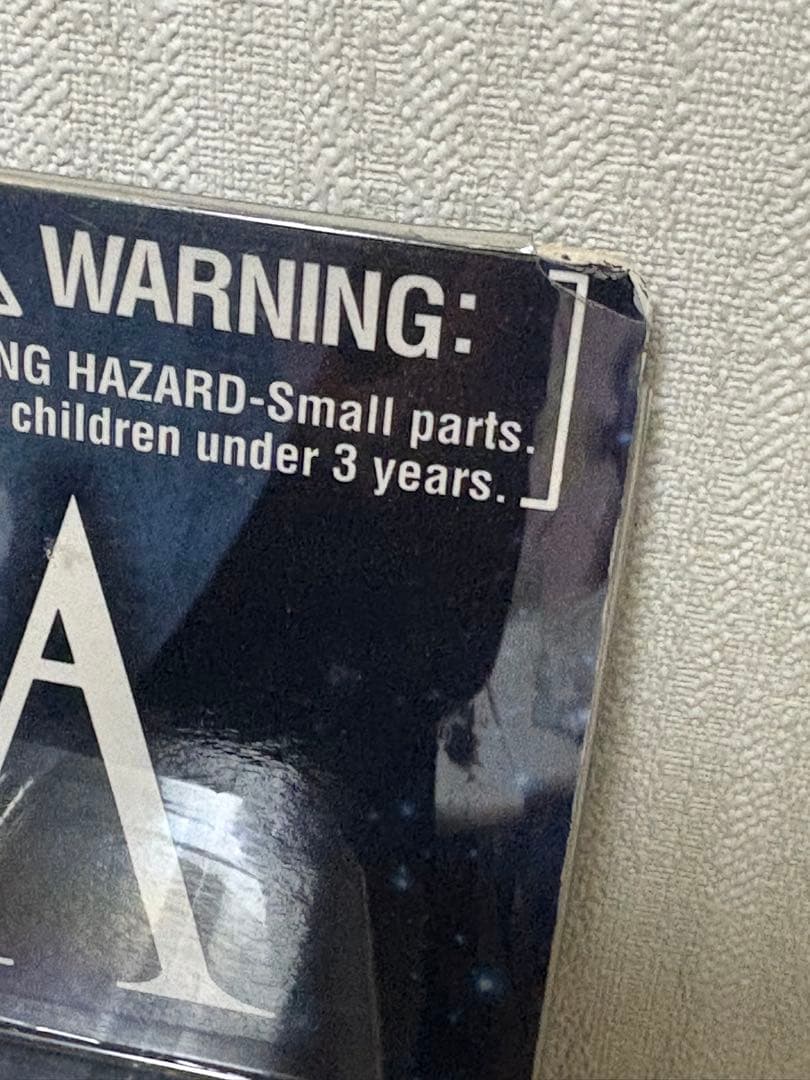 WARNING:
NG HAZARD-Small parts.
children under 3 years.
A